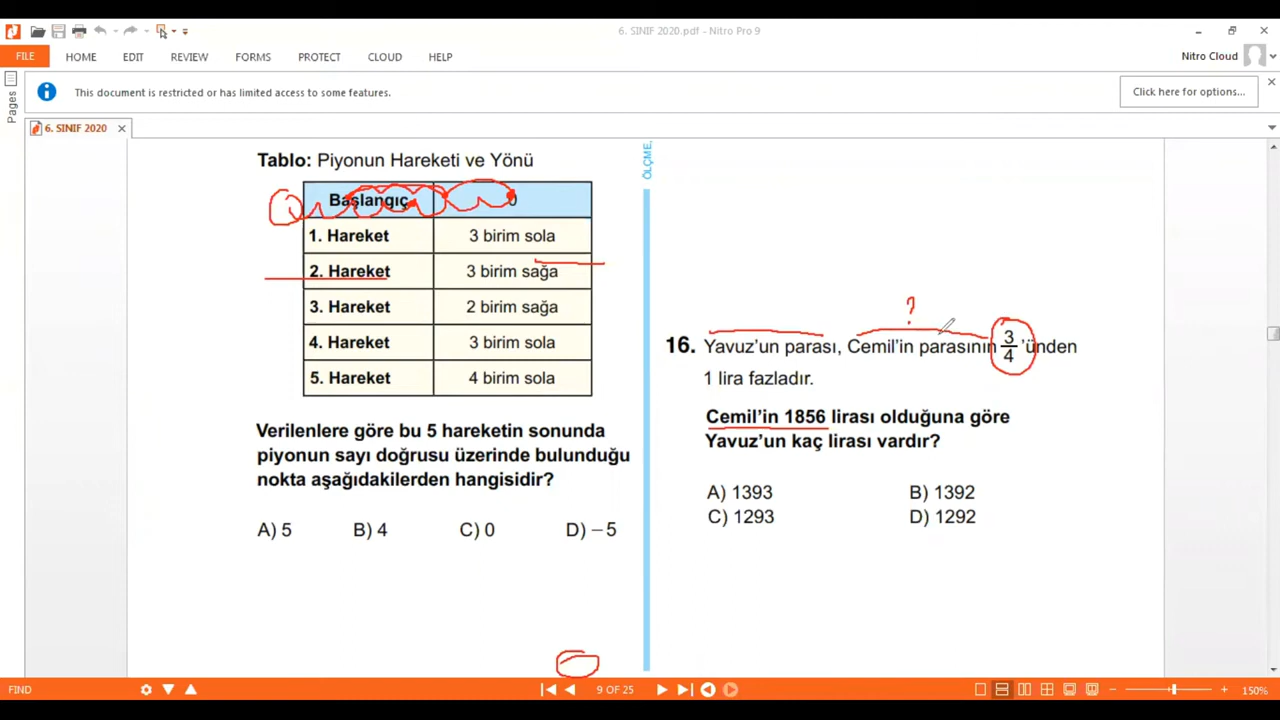 6. SINIF 2020.pdf - Nitro Pro 9
FILE HOME EDIT REVIEW FORMS PROTECT CLOUD HELP Nitro Cloud
This document is restricted or has limited access to some features. Click here for options...
Pages
6. SINIF 2020
Tablo: Piyonun Hareketi ve Yönü
Başlangıç 0
1. Hareket 3 birim sola
2. Hareket 3 birim sağa
3. Hareket 2 birim sağa
4. Hareket 3 birim sola
5. Hareket 4 birim sola
Verilenlere göre bu 5 hareketin sonunda
piyonun sayı doğrusu üzerinde bulunduğu
nokta aşağıdakilerden hangisidir?
A) 5 B) 4 C) 0 D) −5
ÖLÇME,
?
16. Yavuz'un parası, Cemil'in parasının 3/4 'ünden
1 lira fazladır.
Cemil'in 1856 lirası olduğuna göre
Yavuz'un kaç lirası vardır?
A) 1393 B) 1392
C) 1293 D) 1292
FIND 9 OF 25 150%